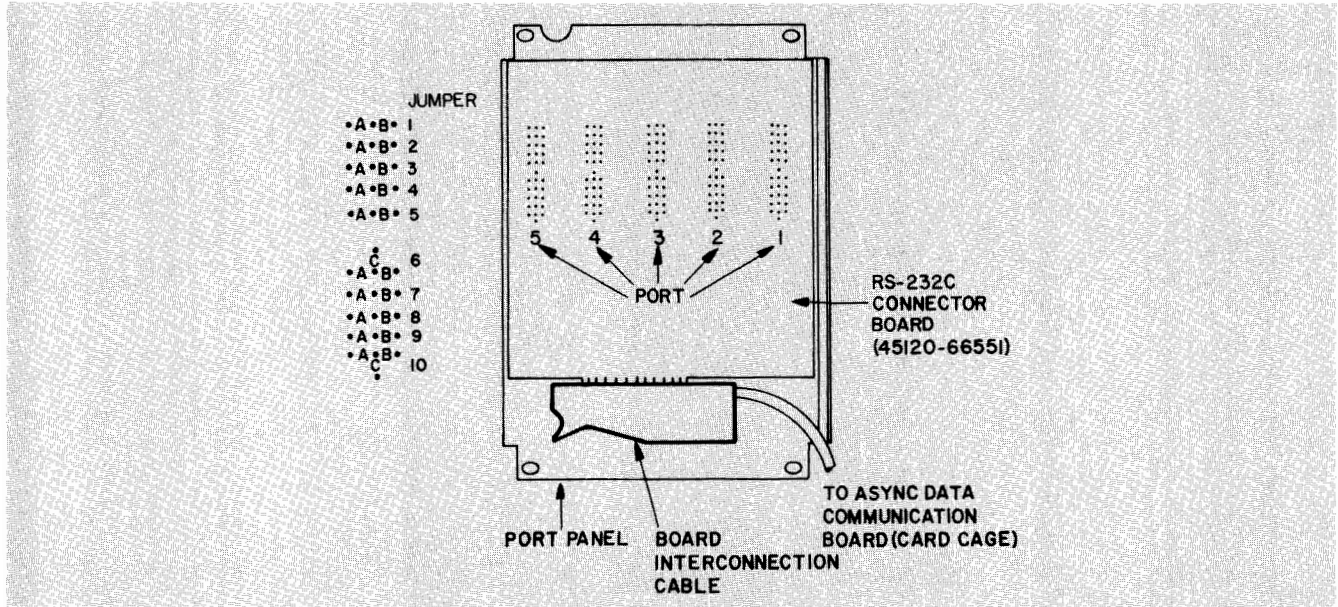 JUMPER
•A•B• 1
•A•B• 2
•A•B• 3
•A•B• 4
•A•B• 5
C 6
•A•B•
•A•B• 7
•A•B• 8
•A•B• 9
•A•B•
C 10
5 4 3 2 1
PORT
RS-232C
CONNECTOR
BOARD
(45120-66551)
TO ASYNC DATA
COMMUNICATION
BOARD (CARD CAGE)
PORT PANEL
BOARD
INTERCONNECTION
CABLE